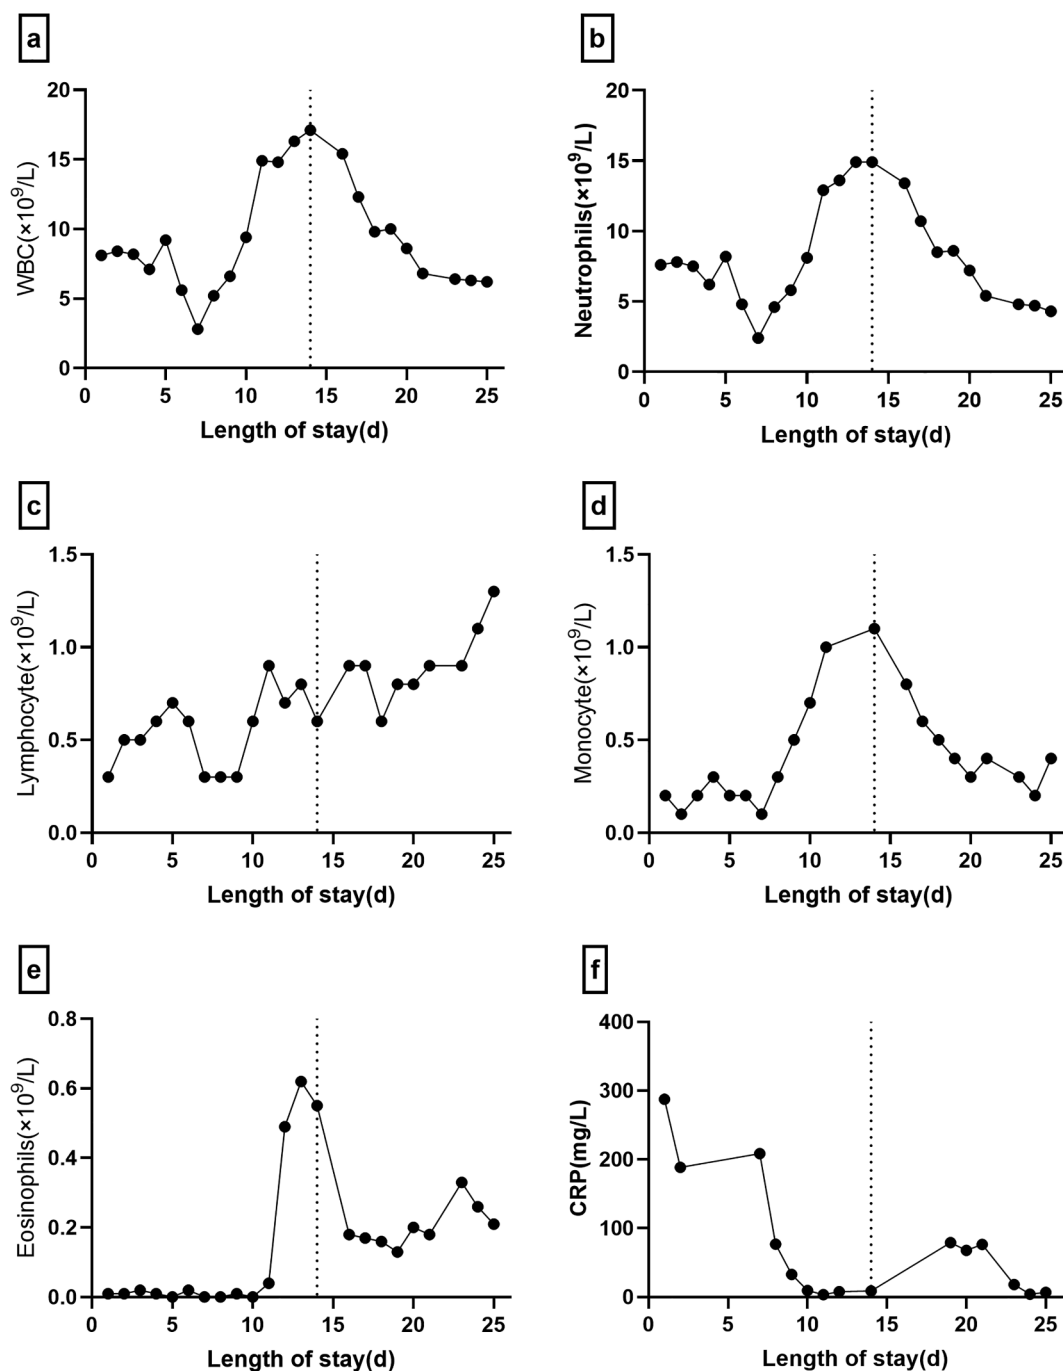 a
WBC(×10⁹/L)
20
15
10
5
0
0 5 10 15 20 25
Length of stay(d)
b
Neutrophils(×10⁹/L)
20
15
10
5
0
0 5 10 15 20 25
Length of stay(d)
c
Lymphocyte(×10⁹/L)
1.5
1.0
0.5
0.0
0 5 10 15 20 25
Length of stay(d)
d
Monocyte(×10⁹/L)
1.5
1.0
0.5
0.0
0 5 10 15 20 25
Length of stay(d)
e
Eosinophils(×10⁹/L)
0.8
0.6
0.4
0.2
0.0
0 5 10 15 20 25
Length of stay(d)
f
CRP(mg/L)
400
300
200
100
0
0 5 10 15 20 25
Length of stay(d)